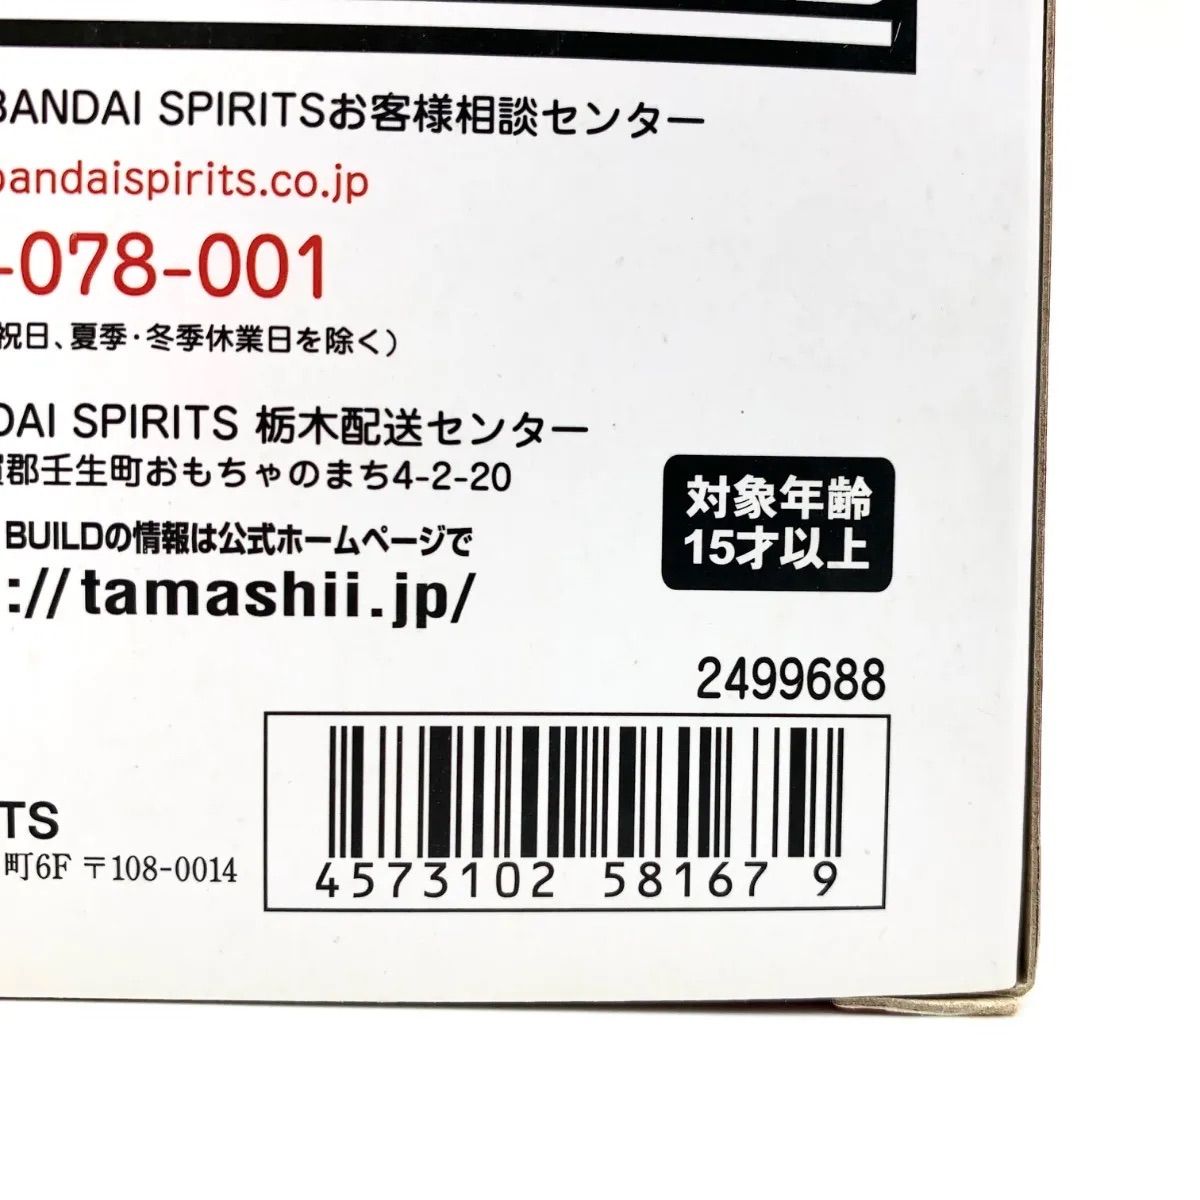 BANDAI SPIRITSお客様相談センター
bandaispirits.co.jp
-078-001
祝日、夏季・冬季休業日を除く)
DAI SPIRITS 栃木配送センター
賀郡壬生町おもちゃのまち4-2-20
BUILDの情報は公式ホームページで
://tamashii.jp/
対象年齢
15才以上
2499688
4573102 58167 9
TS
町6F 〒108-0014